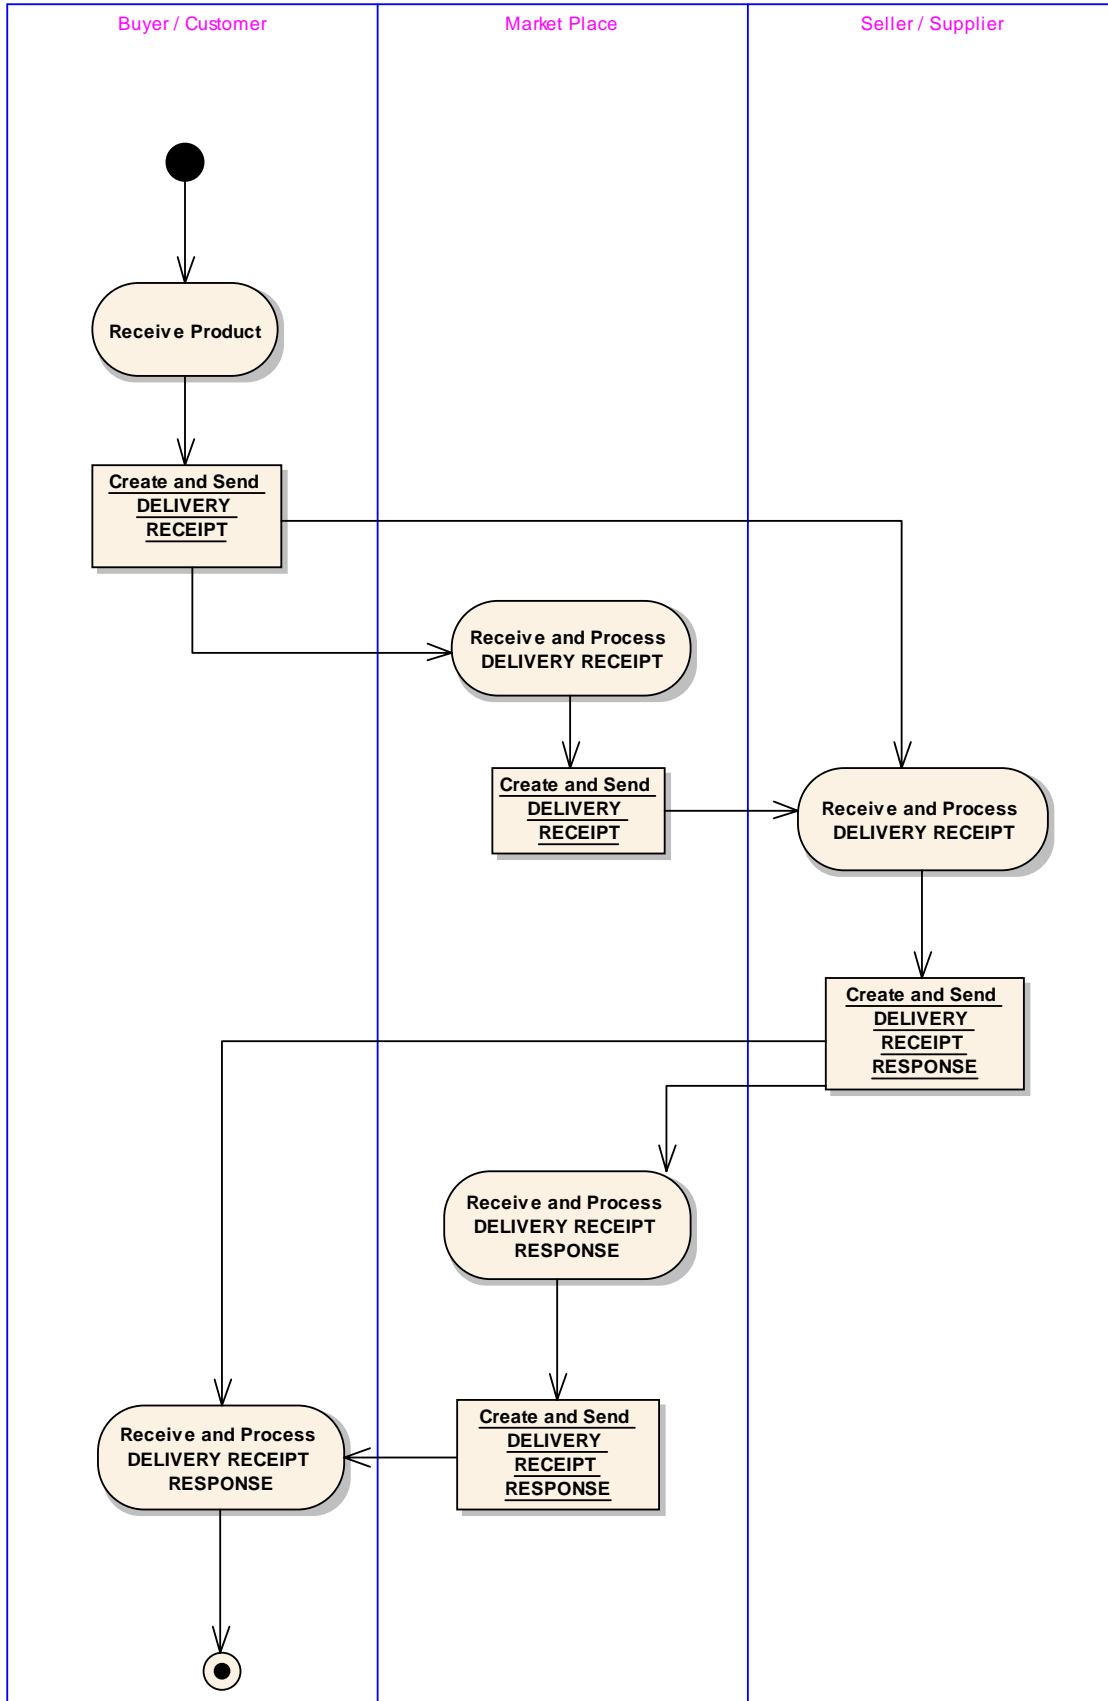 Buyer / Customer
Market Place
Seller / Supplier
Receive Product
Create and Send
DELIVERY
RECEIPT
Receive and Process
DELIVERY RECEIPT
Create and Send
DELIVERY
RECEIPT
Receive and Process
DELIVERY RECEIPT
Create and Send
DELIVERY
RECEIPT
RESPONSE
Receive and Process
DELIVERY RECEIPT
RESPONSE
Create and Send
DELIVERY
RECEIPT
RESPONSE
Receive and Process
DELIVERY RECEIPT
RESPONSE